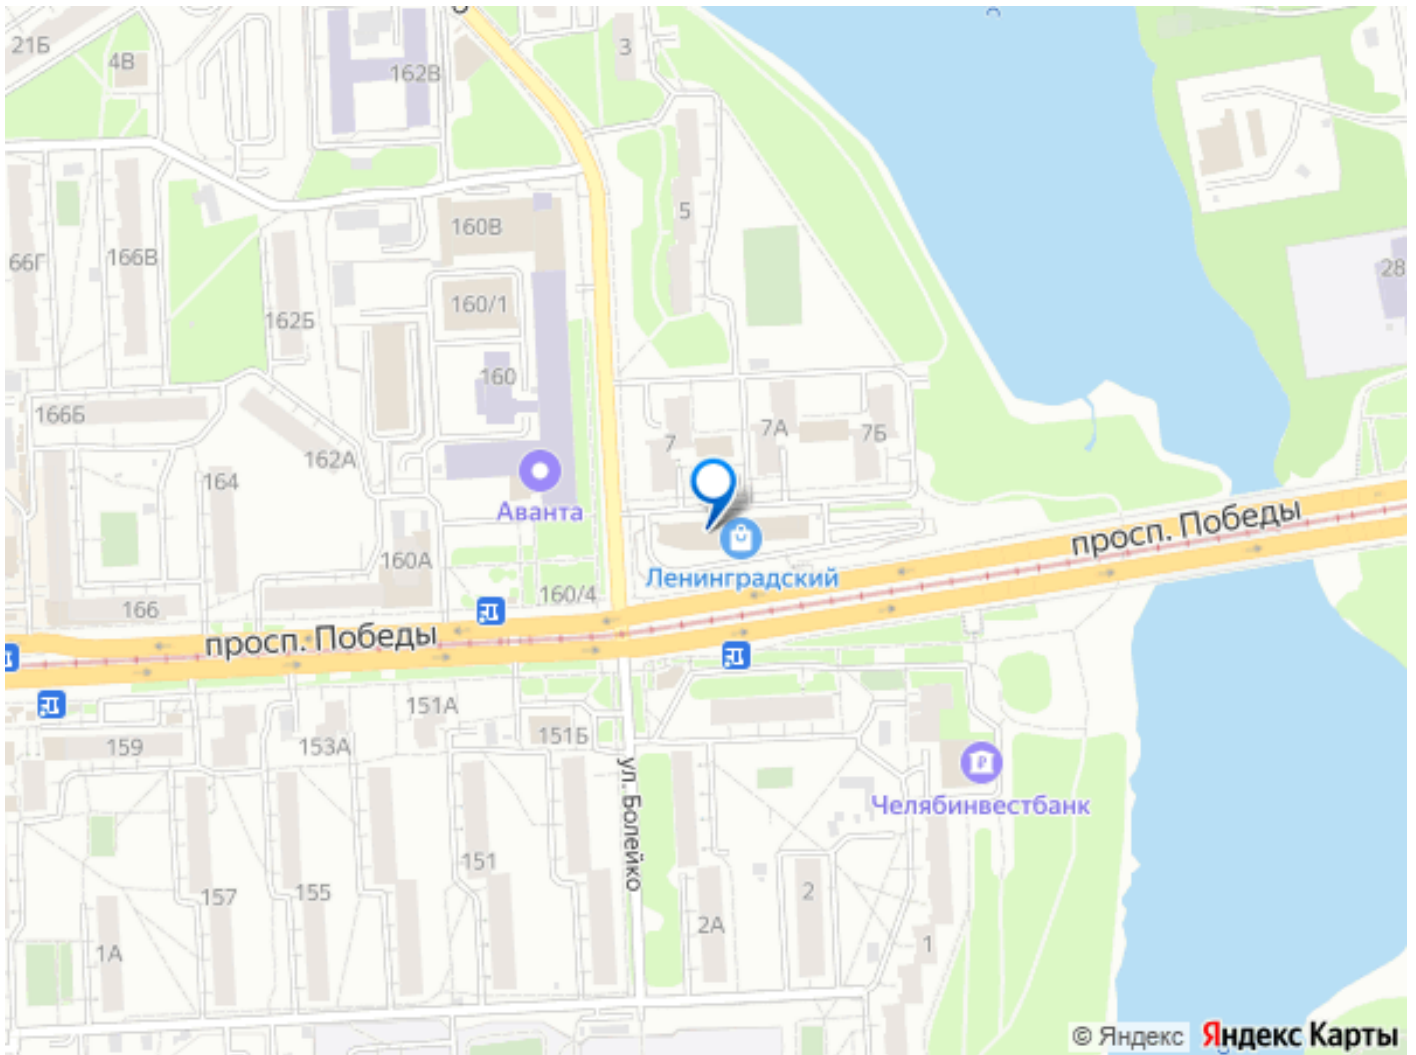 21Б
4В
162В
3
160В
5
66Г
166В
160/1
162Б
28
160
166Б
7
7А
7Б
162А
164
Аванта
просп. Победы
160А
Ленинградский
160/4
166
просп. Победы
151А
159
153А
151Б
ул. Болейко
Челябинвестбанк
151
157
155
2
2А
1А
1
© Яндекс
Яндекс Карты